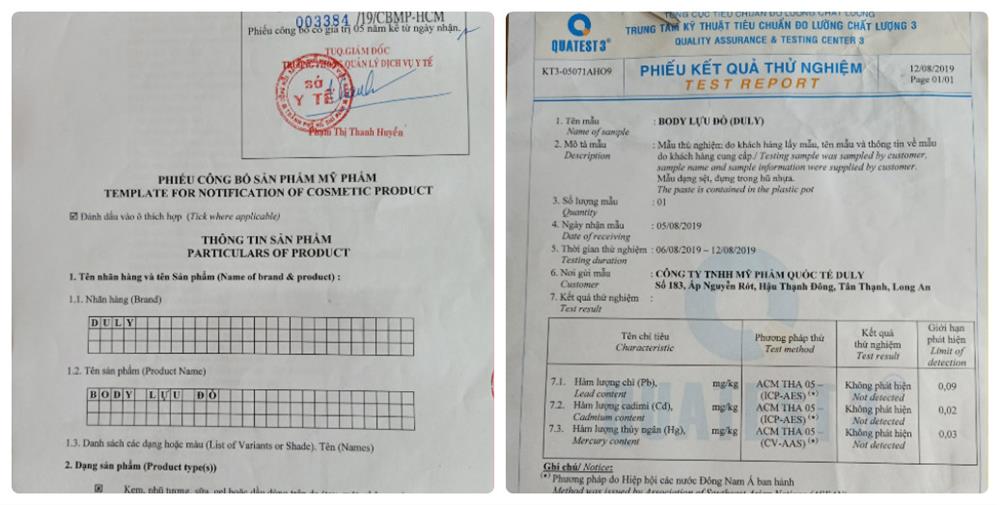 003384 /19/CBMP-HCM
Phiếu công bố có giá trị 05 năm kể từ ngày nhận.
TUQ.GIÁM ĐỐC
QUẢN LÝ DỊCH VỤ Y TẾ
SỞ
Y TẾ
Phạm Thị Thanh Huyền
PHIẾU CÔNG BỐ SẢN PHẨM MỸ PHẨM
TEMPLATE FOR NOTIFICATION OF COSMETIC PRODUCT
Đánh dấu vào ô thích hợp (Tick where applicable)
THÔNG TIN SẢN PHẨM
PARTICULARS OF PRODUCT
1. Tên nhãn hàng và tên Sản phẩm (Name of brand & product) :
1.1. Nhãn hàng (Brand)
DULY
1.2. Tên sản phẩm (Product Name)
BODY LỰU ĐỎ
1.3. Danh sách các dạng hoặc màu (List of Variants or Shade). Tên (Names)
2. Dạng sản phẩm (Product type(s))
Kem, nhũ tương, sữa, gel hoặc dầu dùng trên da
TỔNG CỤC TIÊU CHUẨN ĐO LƯỜNG CHẤT LƯỢNG
TRUNG TÂM KỸ THUẬT TIÊU CHUẨN ĐO LƯỜNG CHẤT LƯỢNG 3
QUALITY ASSURANCE & TESTING CENTER 3
QUATEST 3®
KT3-05071AHO9
PHIẾU KẾT QUẢ THỬ NGHIỆM
TEST REPORT
12/08/2019
Page 01/01
1. Tên mẫu : BODY LỰU ĐỎ (DULY)
Name of sample
2. Mô tả mẫu : Mẫu thử nghiệm: do khách hàng lấy mẫu, tên mẫu và thông tin về mẫu
Description do khách hàng cung cấp./ Testing sample was sampled by customer,
sample name and sample information were supplied by customer.
Mẫu dạng sệt, đựng trong hũ nhựa.
The paste is contained in the plastic pot
3. Số lượng mẫu : 01
Quantity
4. Ngày nhận mẫu : 05/08/2019
Date of receiving
5. Thời gian thử nghiệm : 06/08/2019 – 12/08/2019
Testing duration
6. Nơi gửi mẫu : CÔNG TY TNHH MỸ PHẨM QUỐC TẾ DULY
Customer Số 183, Ấp Nguyễn Rớt, Hậu Thạnh Đông, Tân Thạnh, Long An
7. Kết quả thử nghiệm :
Test result
Tên chỉ tiêu Phương pháp thử Kết quả thử nghiệm Giới hạn phát hiện
Characteristic Test method Test result Limit of detection
7.1. Hàm lượng chì (Pb), mg/kg ACM THA 05 – Không phát hiện 0,09
Lead content (ICP-AES) (*) Not detected
7.2. Hàm lượng cadimi (Cd), mg/kg ACM THA 05 – Không phát hiện 0,02
Cadmium content (ICP-AES) (*) Not detected
7.3. Hàm lượng thủy ngân (Hg), mg/kg ACM THA 05 – Không phát hiện 0,03
Mercury content (CV-AAS) (*) Not detected
Ghi chú/ Notice:
(*) Phương pháp do Hiệp hội các nước Đông Nam Á ban hành
Method was issued by Association of Southeast Asian Nations